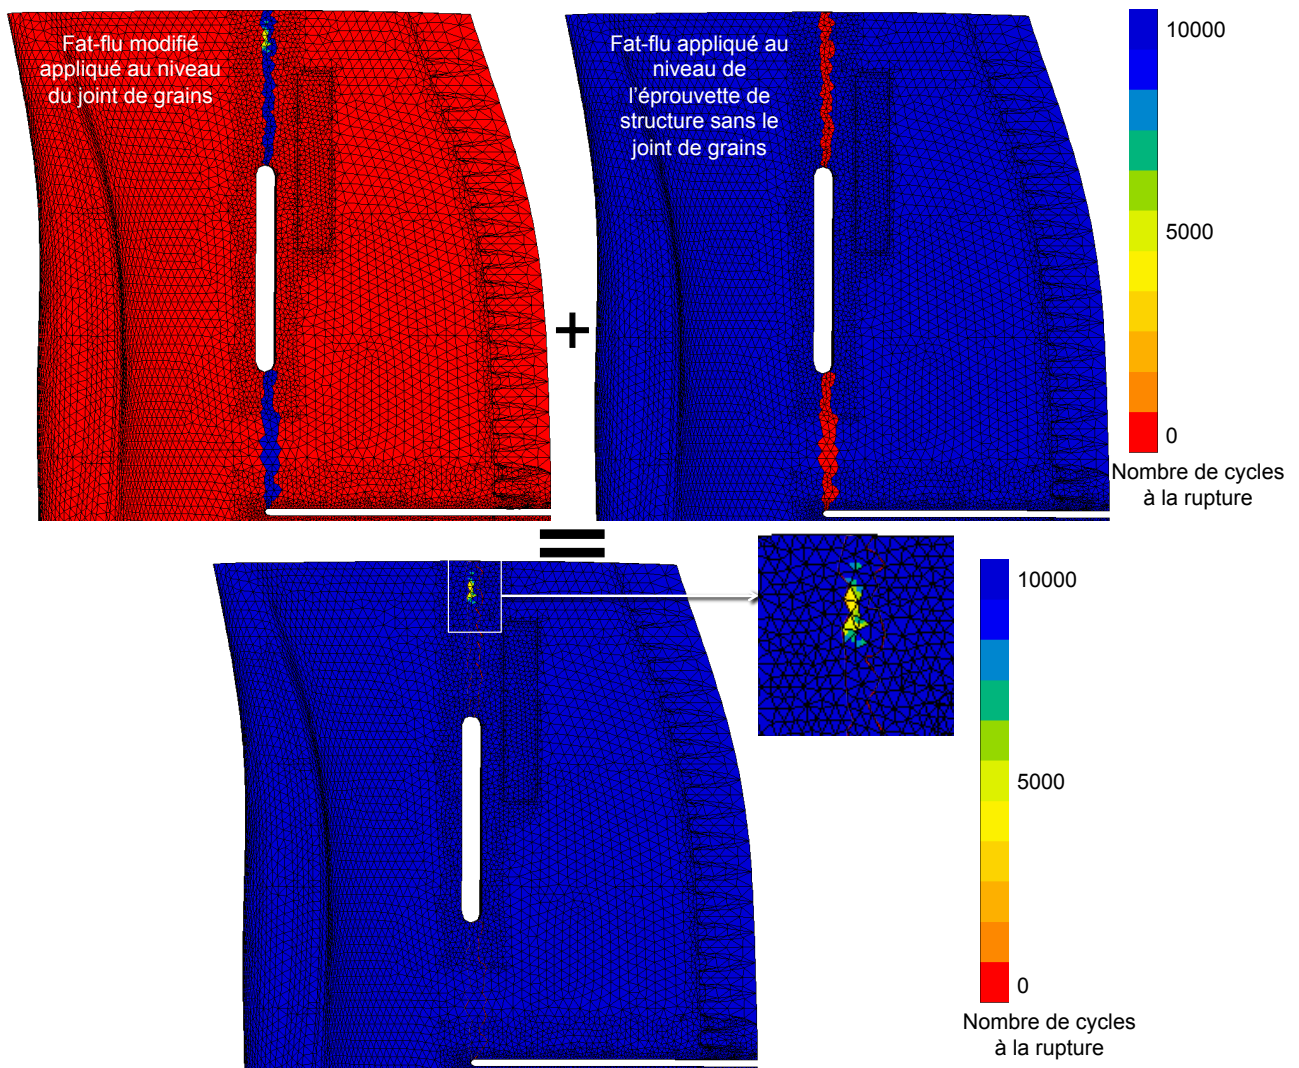 Fat-flu modifié
appliqué au niveau
du joint de grains
Fat-flu appliqué au
niveau de
l'éprouvette de
structure sans le
joint de grains
+
10000
5000
0
Nombre de cycles
à la rupture
=
10000
5000
0
Nombre de cycles
à la rupture